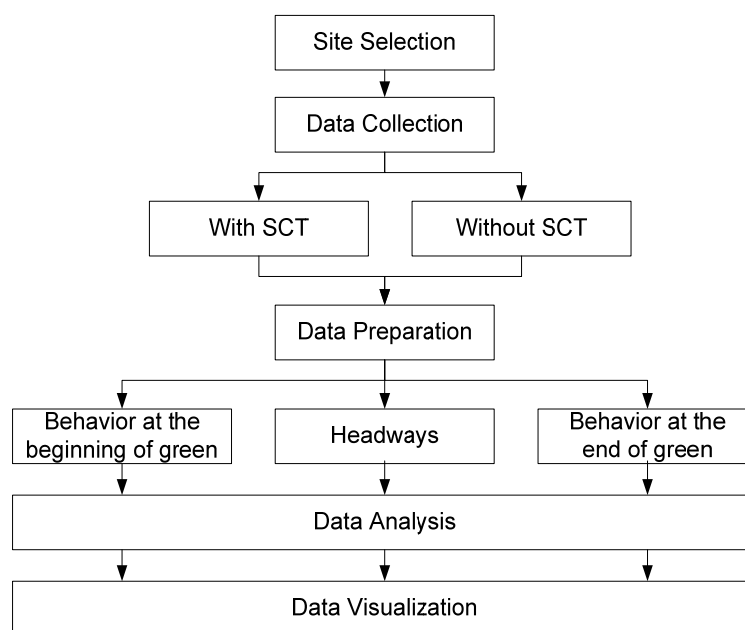 Site Selection
Data Collection
With SCT
Without SCT
Data Preparation
Behavior at the
beginning of green
Headways
Behavior at the
end of green
Data Analysis
Data Visualization